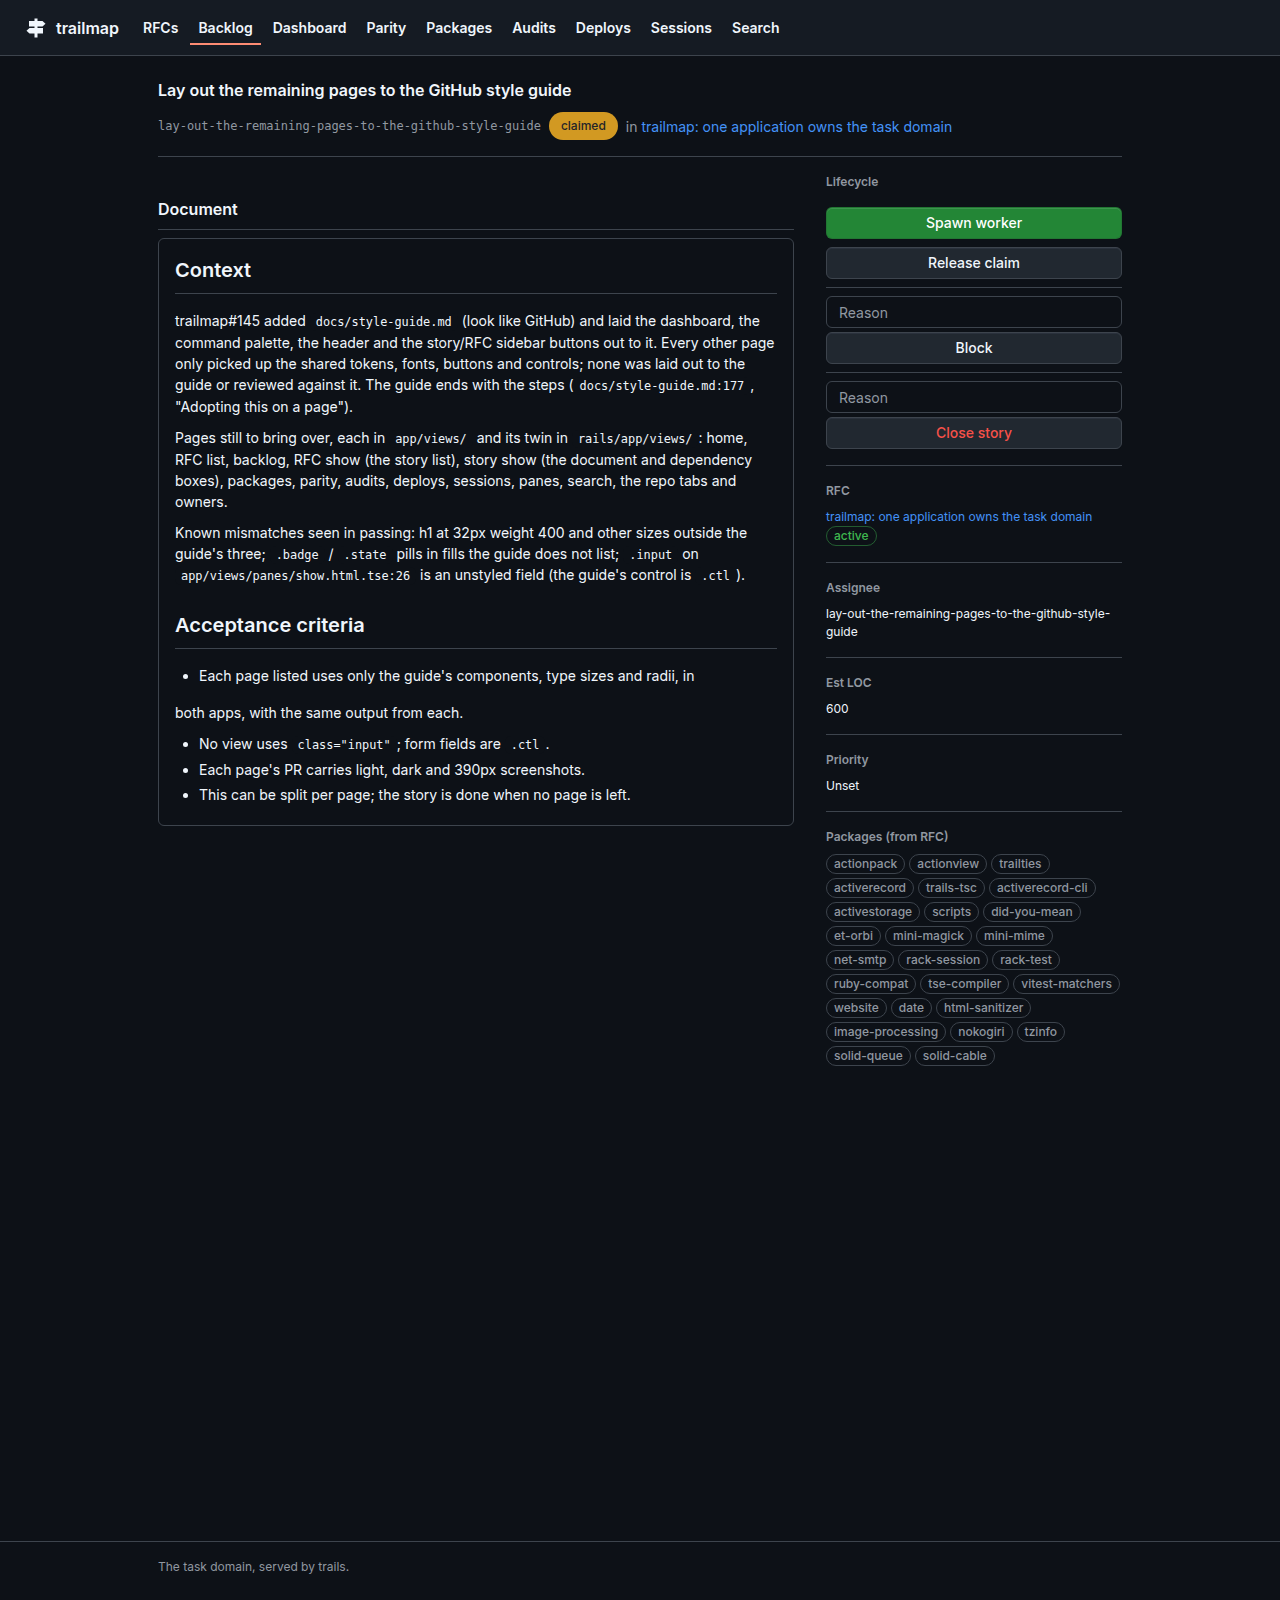 trailmap RFCs Backlog Dashboard Parity Packages Audits Deploys Sessions Search
Lay out the remaining pages to the GitHub style guide
lay-out-the-remaining-pages-to-the-github-style-guide claimed in trailmap: one application owns the task domain
Document
Context
trailmap#145 added docs/style-guide.md (look like GitHub) and laid the dashboard, the
command palette, the header and the story/RFC sidebar buttons out to it. Every other page
only picked up the shared tokens, fonts, buttons and controls; none was laid out to the
guide or reviewed against it. The guide ends with the steps ( docs/style-guide.md:177 ,
"Adopting this on a page").
Pages still to bring over, each in app/views/ and its twin in rails/app/views/ : home,
RFC list, backlog, RFC show (the story list), story show (the document and dependency
boxes), packages, parity, audits, deploys, sessions, panes, search, the repo tabs and
owners.
Known mismatches seen in passing: h1 at 32px weight 400 and other sizes outside the
guide's three; .badge / .state pills in fills the guide does not list; .input on
app/views/panes/show.html.tse:26 is an unstyled field (the guide's control is .ctl ).
Acceptance criteria
• Each page listed uses only the guide's components, type sizes and radii, in
both apps, with the same output from each.
• No view uses class="input" ; form fields are .ctl .
• Each page's PR carries light, dark and 390px screenshots.
• This can be split per page; the story is done when no page is left.
Lifecycle
Spawn worker
Release claim
Reason
Block
Reason
Close story
RFC
trailmap: one application owns the task domain
active
Assignee
lay-out-the-remaining-pages-to-the-github-style-
guide
Est LOC
600
Priority
Unset
Packages (from RFC)
actionpack actionview trailties
activerecord trails-tsc activerecord-cli
activestorage scripts did-you-mean
et-orbi mini-magick mini-mime
net-smtp rack-session rack-test
ruby-compat tse-compiler vitest-matchers
website date html-sanitizer
image-processing nokogiri tzinfo
solid-queue solid-cable
The task domain, served by trails.